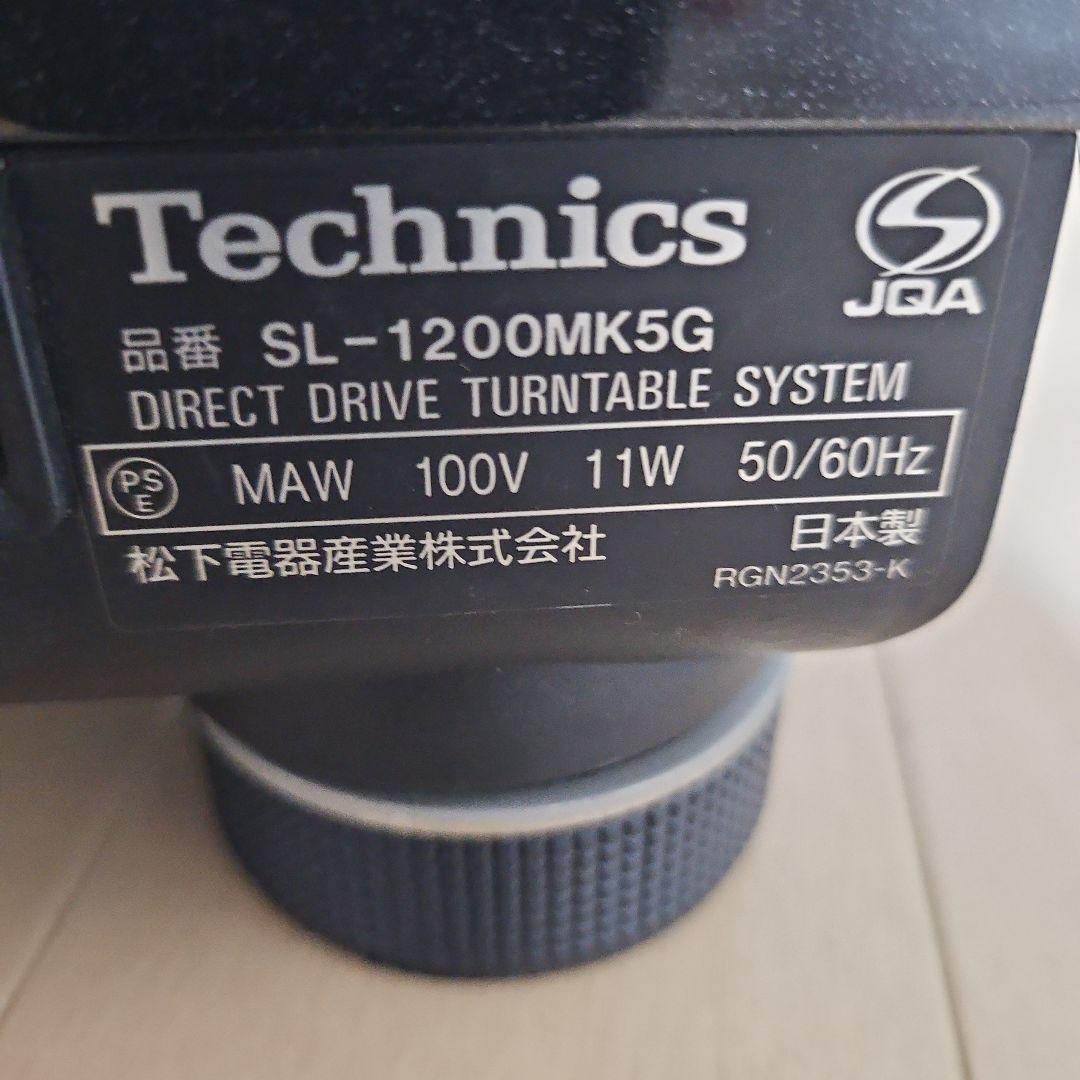 Technics
JQA
品番 SL-1200MK5G
DIRECT DRIVE TURNTABLE SYSTEM
PSE MAW 100V 11W 50/60Hz
松下電器産業株式会社 日本製
RGN2353-K